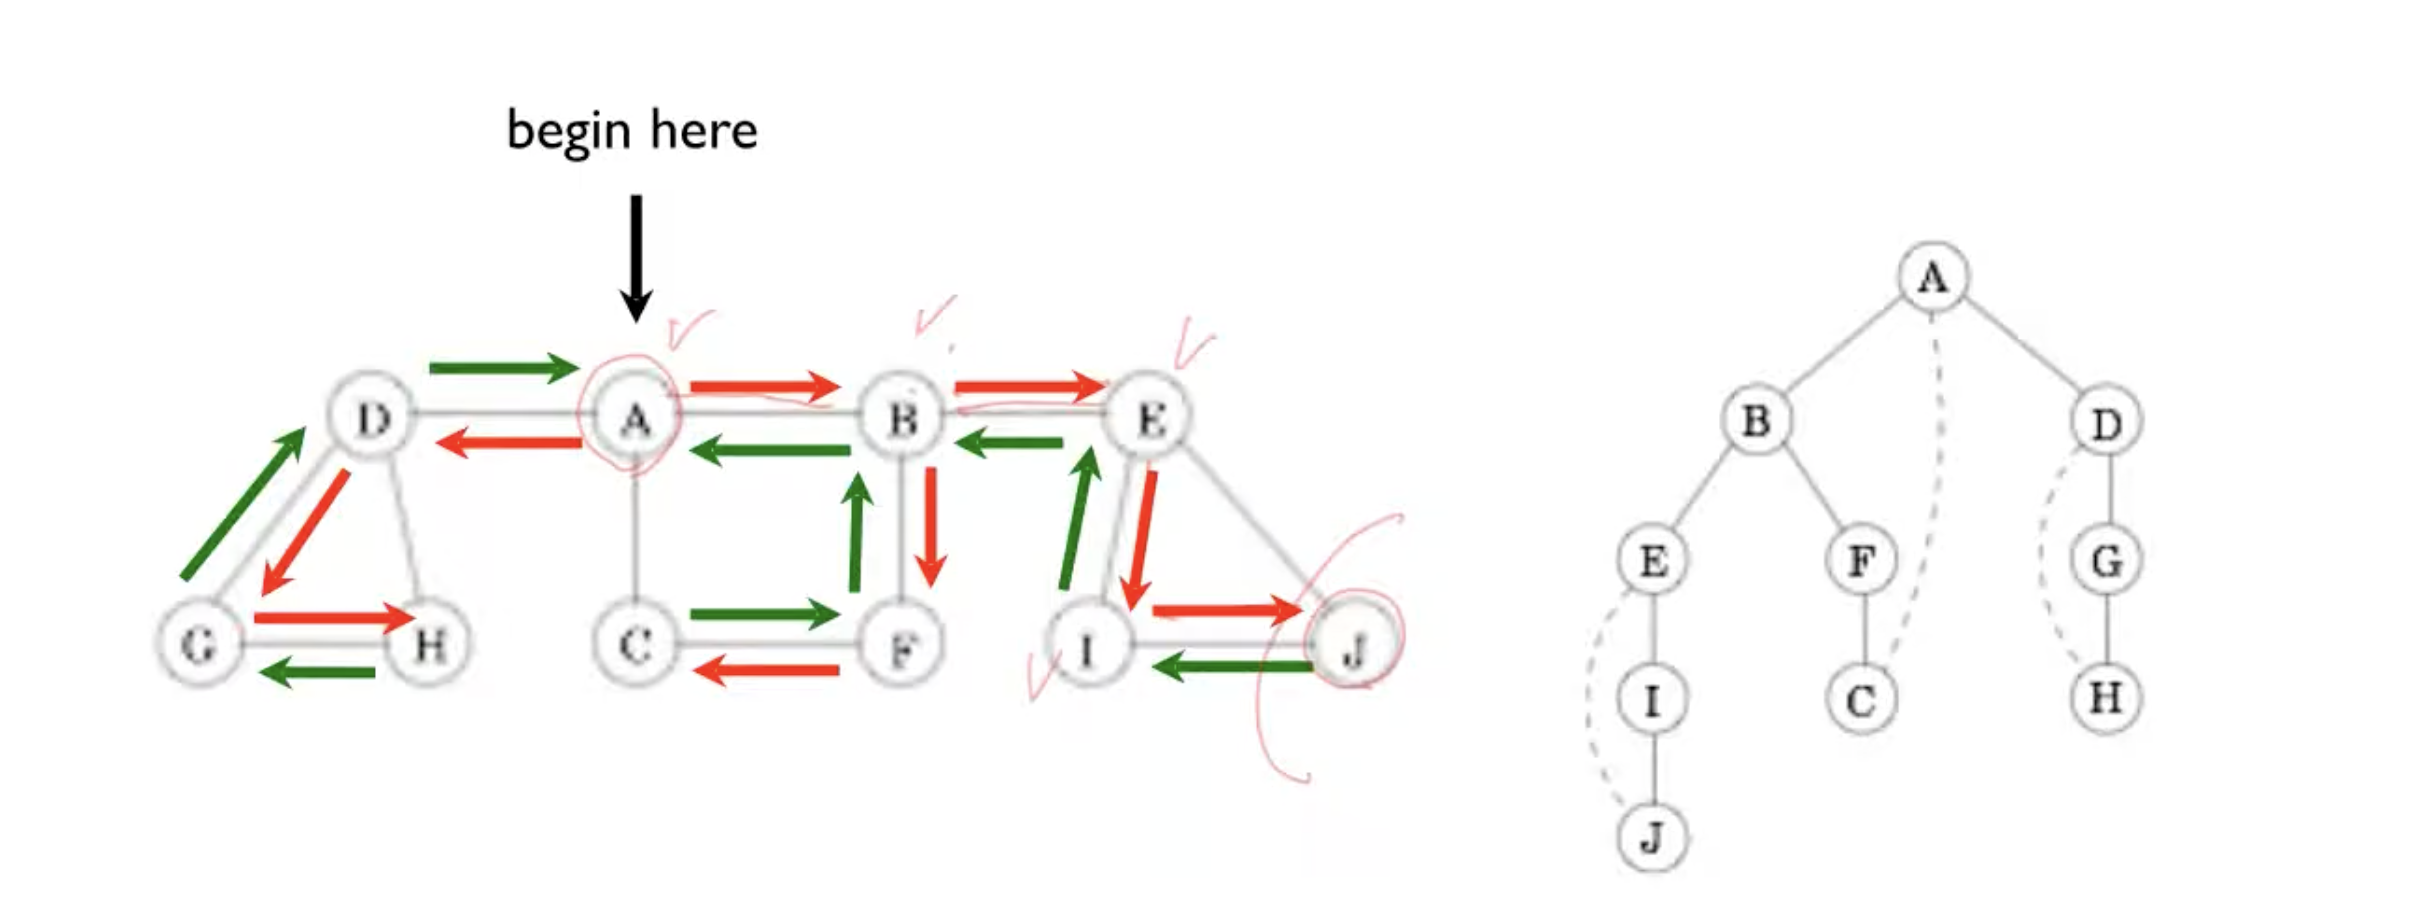 begin here
D A B E
G H C F I J
A
B D
E F G
I C H
J